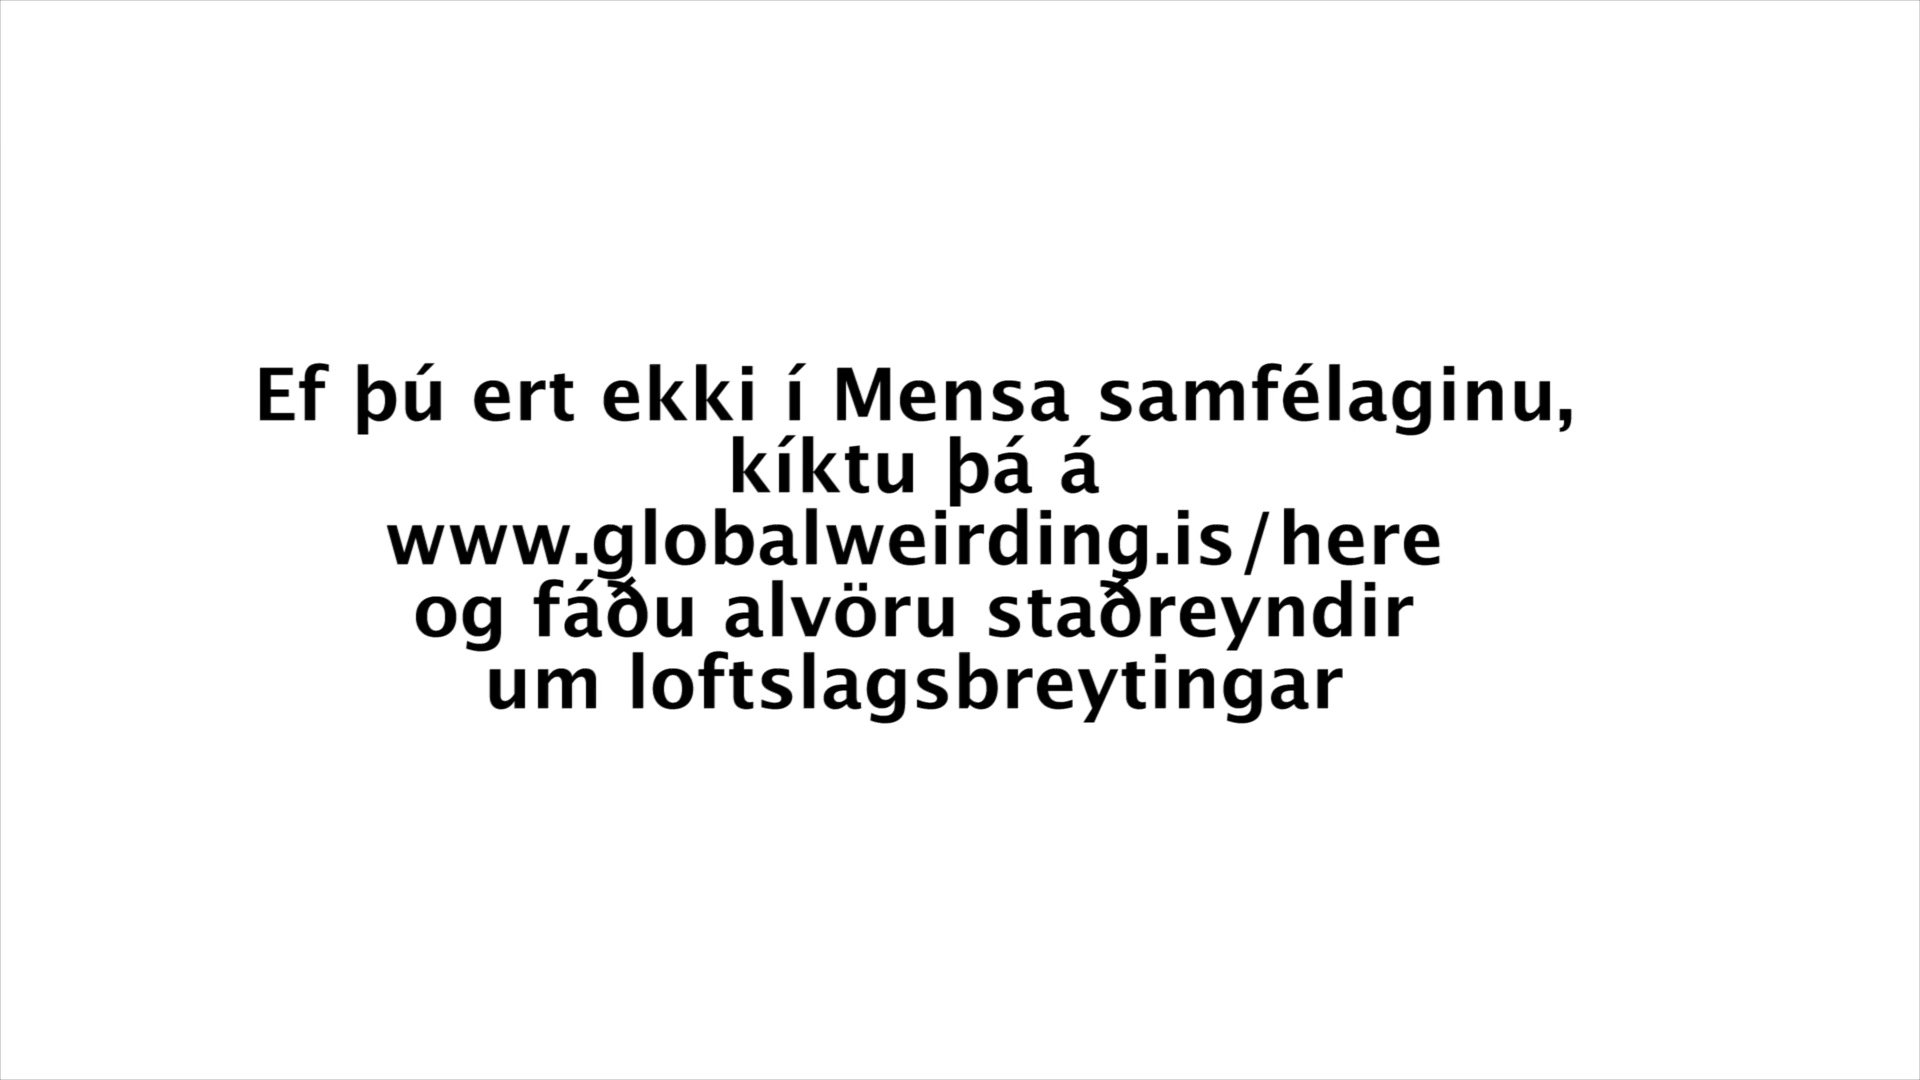 Ef þú ert ekki í Mensa samfélaginu,
kíktu þá á
www.globalweirding.is/here
og fáðu alvöru staðreyndir
um loftslagsbreytingar